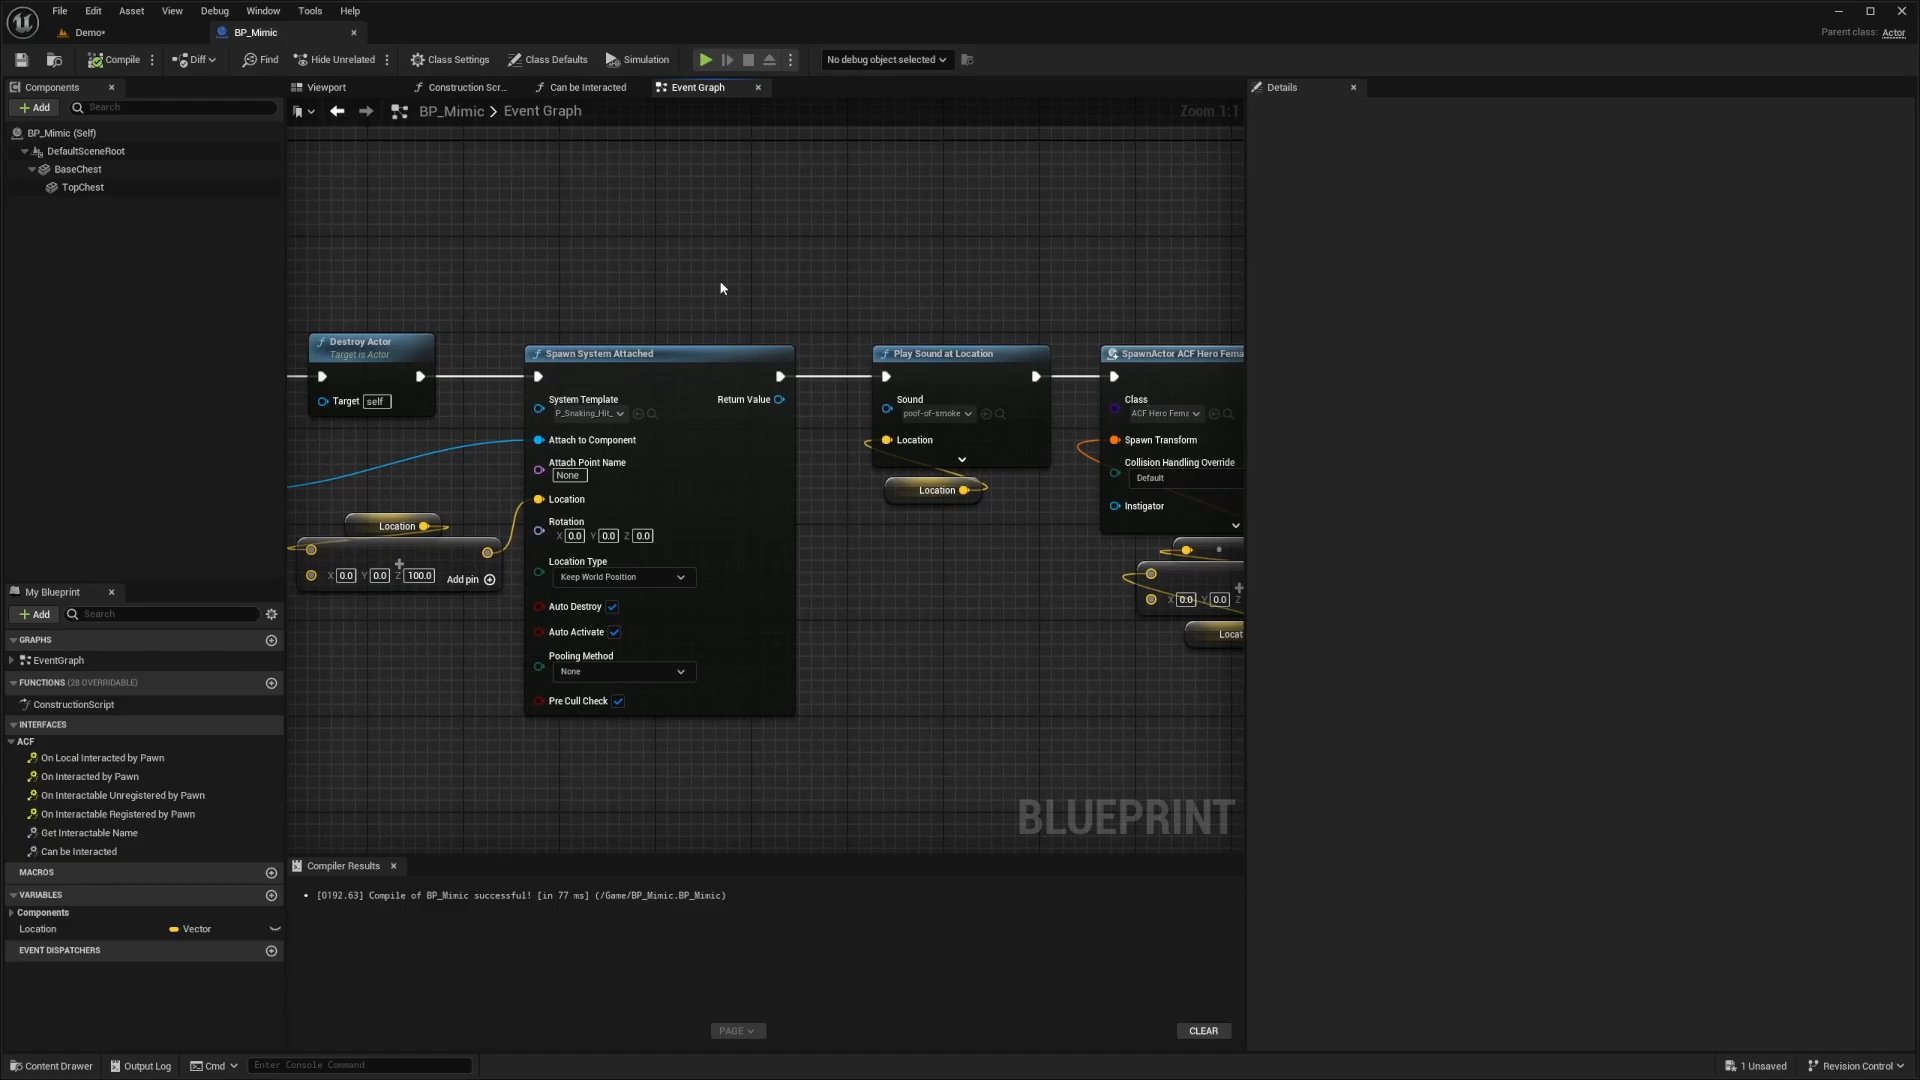 File Edit Asset View Debug Window Tools Help
Demo•
BP_Mimic
Parent class: Actor
Compile
Diff
Find
Hide Unrelated
Class Settings
Class Defaults
Simulation
No debug object selected
Components
Viewport
Construction Scr...
Can be Interacted
Event Graph
Details
+ Add
Search
BP_Mimic > Event Graph
Zoom 1:1
BP_Mimic (Self)
DefaultSceneRoot
BaseChest
TopChest
Destroy Actor
Target is Actor
Target self
Location
X 0.0 Y 0.0 Z 100.0
Add pin
Spawn System Attached
System Template
P_Snaking_Hit_
Return Value
Attach to Component
Attach Point Name
None
Location
Rotation
X 0.0 Y 0.0 Z 0.0
Location Type
Keep World Position
Auto Destroy
Auto Activate
Pooling Method
None
Pre Cull Check
Play Sound at Location
Sound
poof-of-smoke
Location
Location
SpawnActor ACF Hero Fema
Class
ACF Hero Fema
Spawn Transform
Collision Handling Override
Default
Instigator
X 0.0 Y 0.0 Z
Locat
BLUEPRINT
My Blueprint
+ Add
Search
GRAPHS
EventGraph
FUNCTIONS (28 OVERRIDABLE)
ConstructionScript
INTERFACES
ACF
On Local Interacted by Pawn
On Interacted by Pawn
On Interactable Unregistered by Pawn
On Interactable Registered by Pawn
Get Interactable Name
Can be Interacted
MACROS
VARIABLES
Components
Location Vector
EVENT DISPATCHERS
Compiler Results
[0192.63] Compile of BP_Mimic successful! [in 77 ms] (/Game/BP_Mimic.BP_Mimic)
PAGE
CLEAR
Content Drawer
Output Log
Cmd
Enter Console Command
1 Unsaved
Revision Control